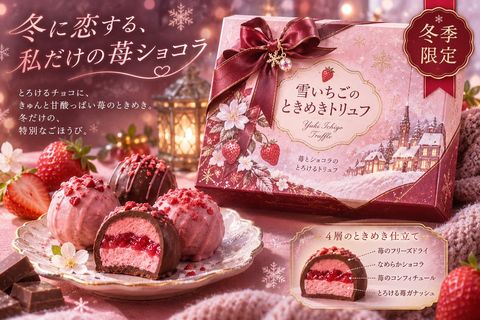 冬に恋する、
私だけの苺ショコラ
とろけるチョコに、
きゅんと甘酸っぱい苺のときめき。
冬だけの、
特別なごほうび。
冬季
限定
雪いちごの
ときめきトリュフ
Yuki Ichigo
Truffle
苺とショコラの
とろけるトリュフ
4層のときめき仕立て
苺のフリーズドライ
なめらかショコラ
苺のコンフィチュール
とろける苺ガナッシュ